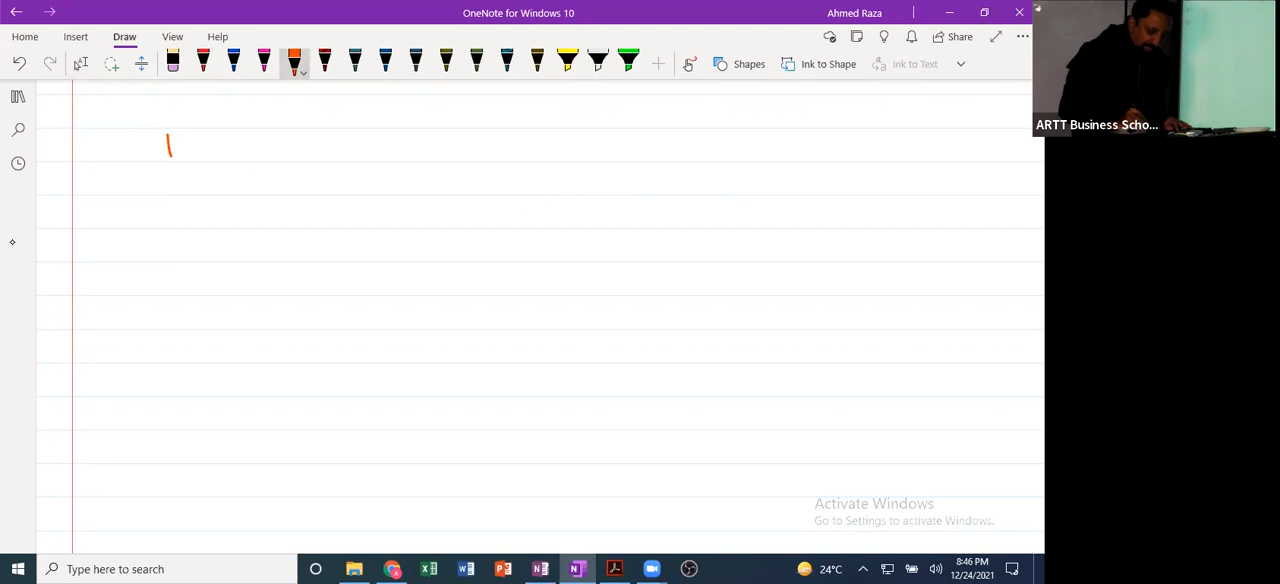 OneNote for Windows 10
Ahmed Raza
Home Insert Draw View Help
Share
Shapes
Ink to Shape
Ink to Text
ARTT Business Scho...
Activate Windows
Go to Settings to activate Windows.
Type here to search
24°C
8:46 PM
12/24/2021